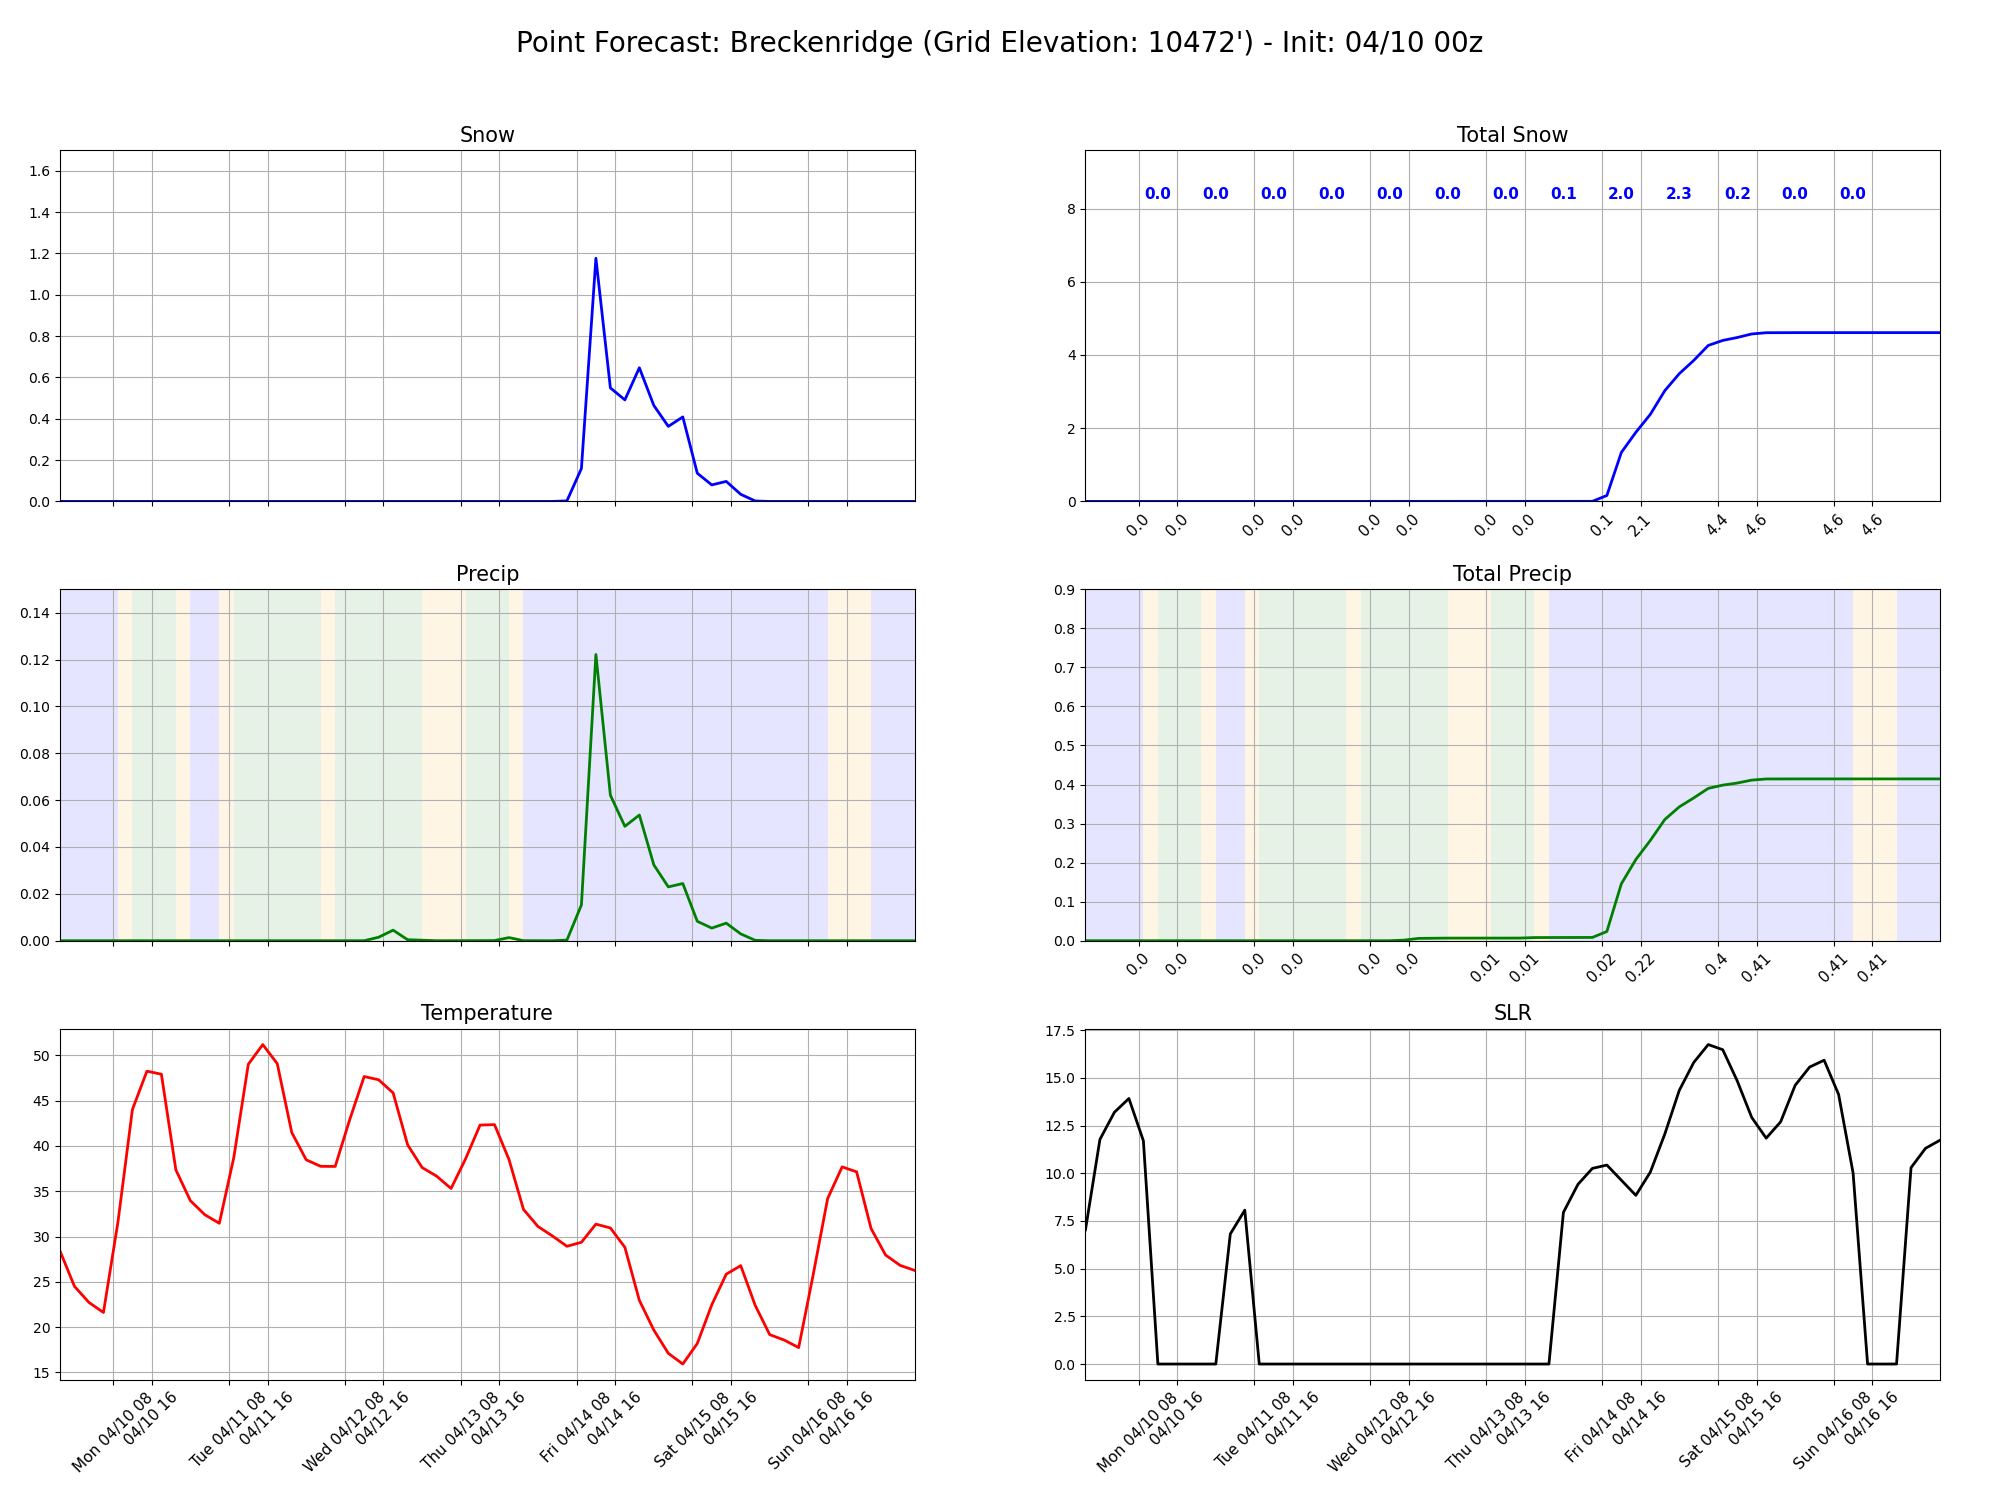 Point Forecast: Breckenridge (Grid Elevation: 10472') - Init: 04/10 00z
Snow
1.6
1.4
1.2
1.0
0.8
0.6
0.4
0.2
0.0
Total Snow
0.0 0.0 0.0 0.0 0.0 0.0 0.0 0.1 2.0 2.3 0.2 0.0 0.0
8
6
4
2
0
0.0 0.0 0.0 0.0 0.0 0.0 0.0 0.0 0.1 2.1 4.4 4.6 4.6 4.6
Precip
0.14
0.12
0.10
0.08
0.06
0.04
0.02
0.00
Total Precip
0.9
0.8
0.7
0.6
0.5
0.4
0.3
0.2
0.1
0.0
0.0 0.0 0.0 0.0 0.0 0.0 0.01 0.01 0.02 0.22 0.4 0.41 0.41 0.41
Temperature
50
45
40
35
30
25
20
15
Mon 04/10 08
04/10 16
Tue 04/11 08
04/11 16
Wed 04/12 08
04/12 16
Thu 04/13 08
04/13 16
Fri 04/14 08
04/14 16
Sat 04/15 08
04/15 16
Sun 04/16 08
04/16 16
SLR
17.5
15.0
12.5
10.0
7.5
5.0
2.5
0.0
Mon 04/10 08
04/10 16
Tue 04/11 08
04/11 16
Wed 04/12 08
04/12 16
Thu 04/13 08
04/13 16
Fri 04/14 08
04/14 16
Sat 04/15 08
04/15 16
Sun 04/16 08
04/16 16